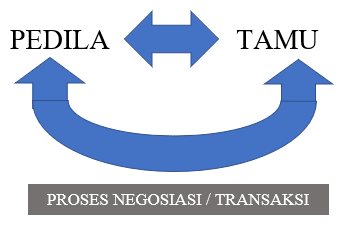 PEDILA TAMU
PROSES NEGOSIASI / TRANSAKSI